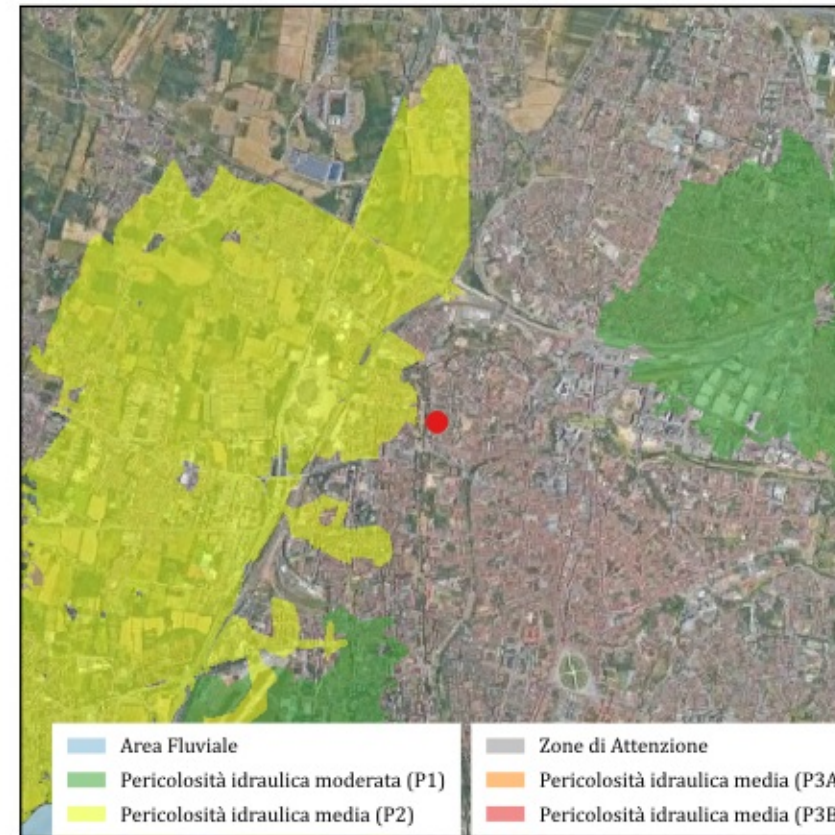 Area Fluviale
Pericolosità idraulica moderata (P1)
Pericolosità idraulica media (P2)
Zone di Attenzione
Pericolosità idraulica media (P3A
Pericolosità idraulica media (P3B